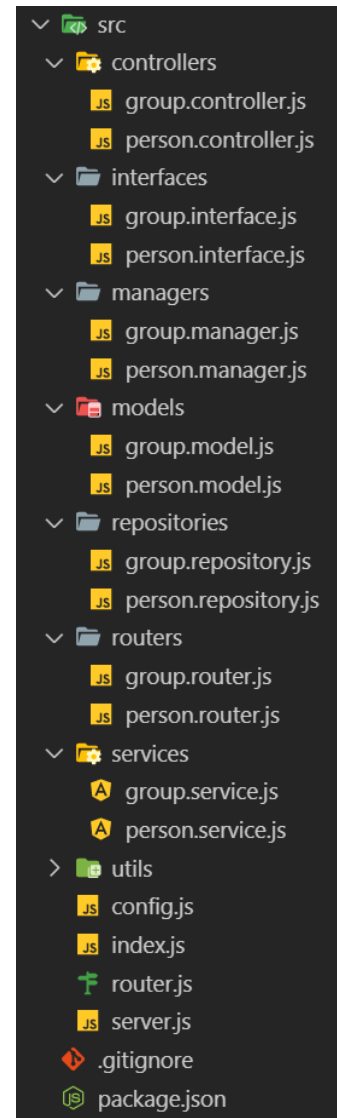 src
controllers
group.controller.js
person.controller.js
interfaces
group.interface.js
person.interface.js
managers
group.manager.js
person.manager.js
models
group.model.js
person.model.js
repositories
group.repository.js
person.repository.js
routers
group.router.js
person.router.js
services
group.service.js
person.service.js
utils
config.js
index.js
router.js
server.js
.gitignore
package.json